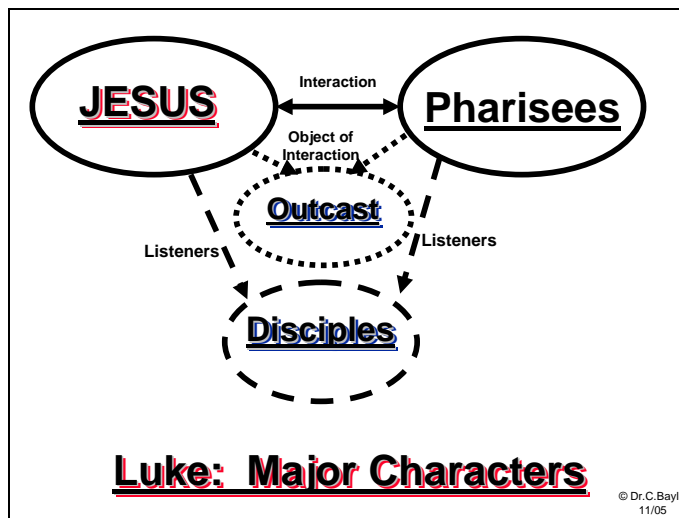 JESUS
Interaction
Pharisees
Object of
Interaction
Outcast
Listeners
Listeners
Disciples
Luke: Major Characters
© Dr.C.Bayl
11/05